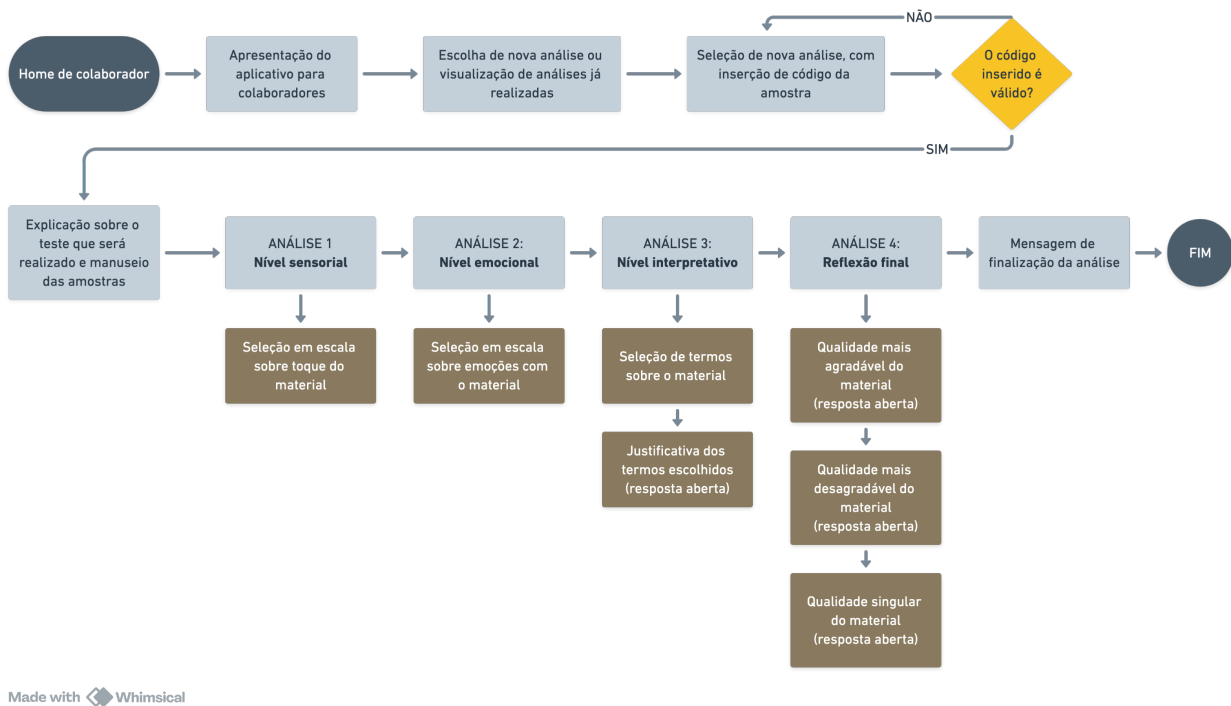 Home de colaborador
Apresentação do
aplicativo para
colaboradores
Escolha de nova análise ou
visualização de análises já
realizadas
Seleção de nova análise, com
inserção de código da
amostra
NÃO
O código
inserido é
válido?
SIM
Explicação sobre o
teste que será
realizado e manuseio
das amostras
ANÁLISE 1
Nível sensorial
ANÁLISE 2:
Nível emocional
ANÁLISE 3:
Nível interpretativo
ANÁLISE 4:
Reflexão final
Mensagem de
finalização da análise
FIM
Seleção em escala
sobre toque do
material
Seleção em escala
sobre emoções com
o material
Seleção de termos
sobre o material
Justificativa dos
termos escolhidos
(resposta aberta)
Qualidade mais
agradável do
material
(resposta aberta)
Qualidade mais
desagradável do
material
(resposta aberta)
Qualidade singular
do material
(resposta aberta)
Made with Whimsical